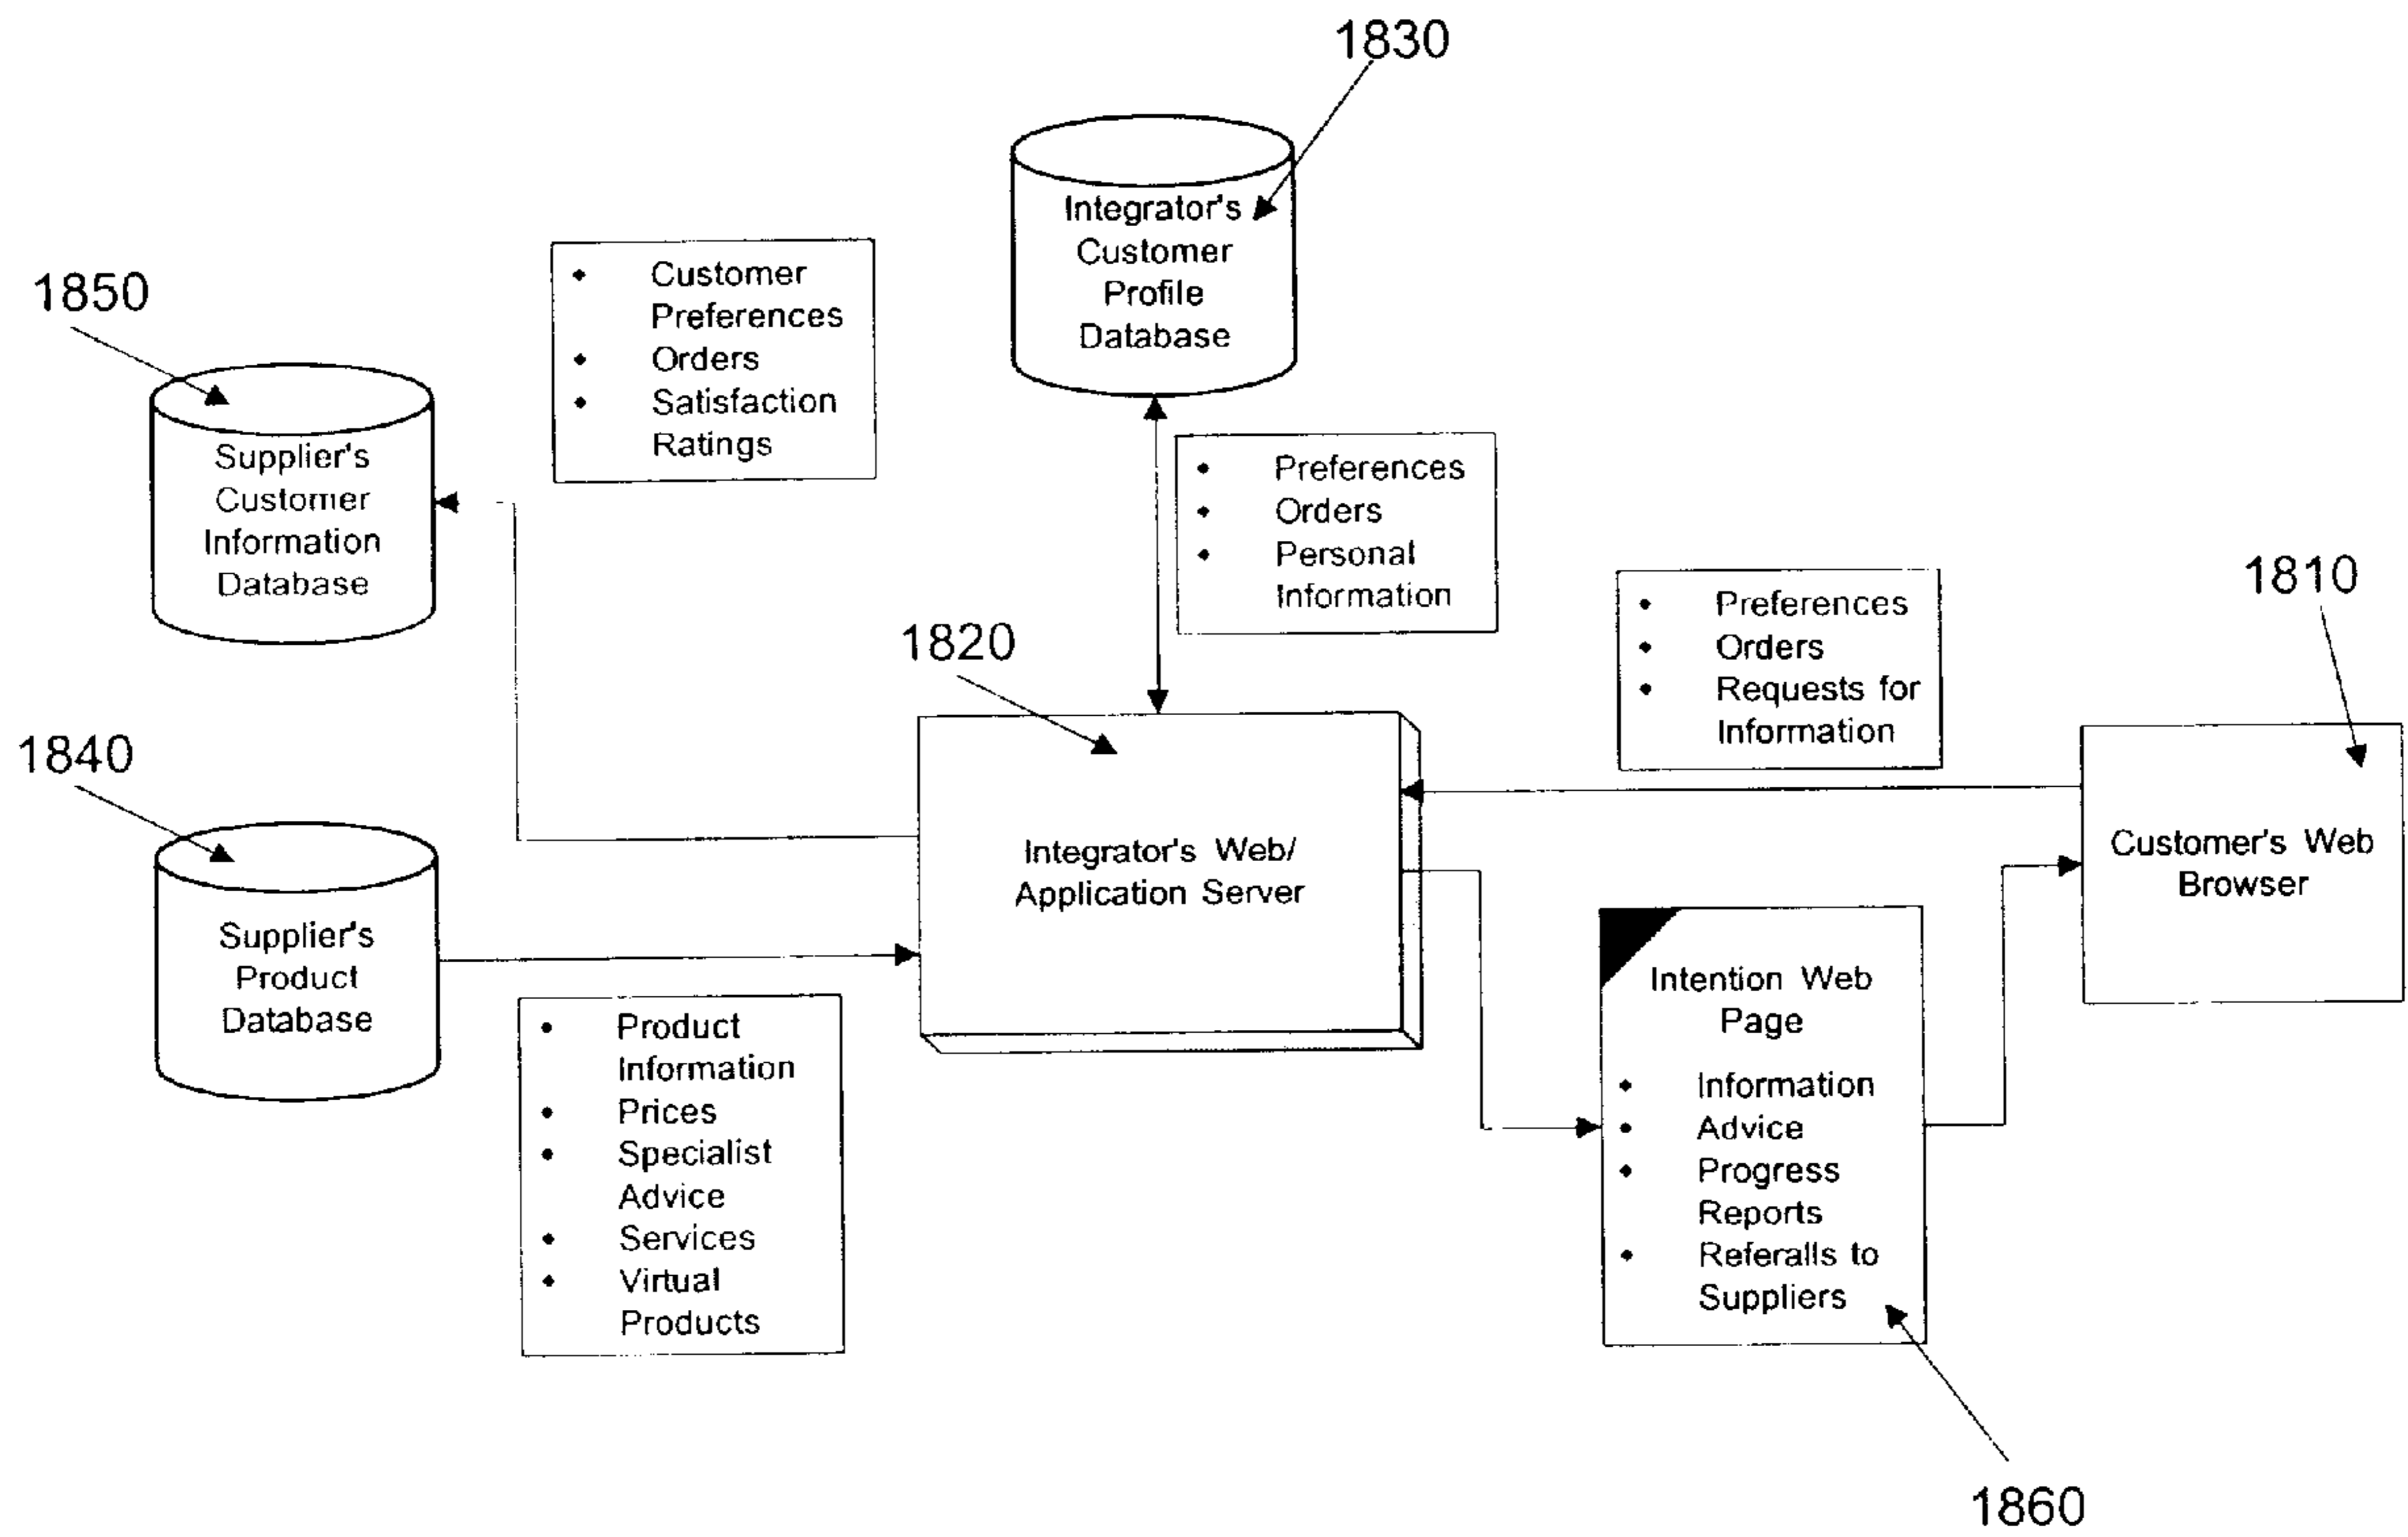 1830
Integrator's
Customer
Profile
Database
1850
• Customer
Preferences
• Orders
• Satisfaction
Ratings
Supplier's
Customer
Information
Database
• Preferences
• Orders
• Personal
Information
1810
• Preferences
• Orders
• Requests for
Information
1820
1840
Integrator's Web/
Application Server
Customer's Web
Browser
Supplier's
Product
Database
• Product
Information
• Prices
• Specialist
Advice
• Services
• Virtual
Products
Intention Web
Page
• Information
• Advice
• Progress
Reports
• Referalls to
Suppliers
1860